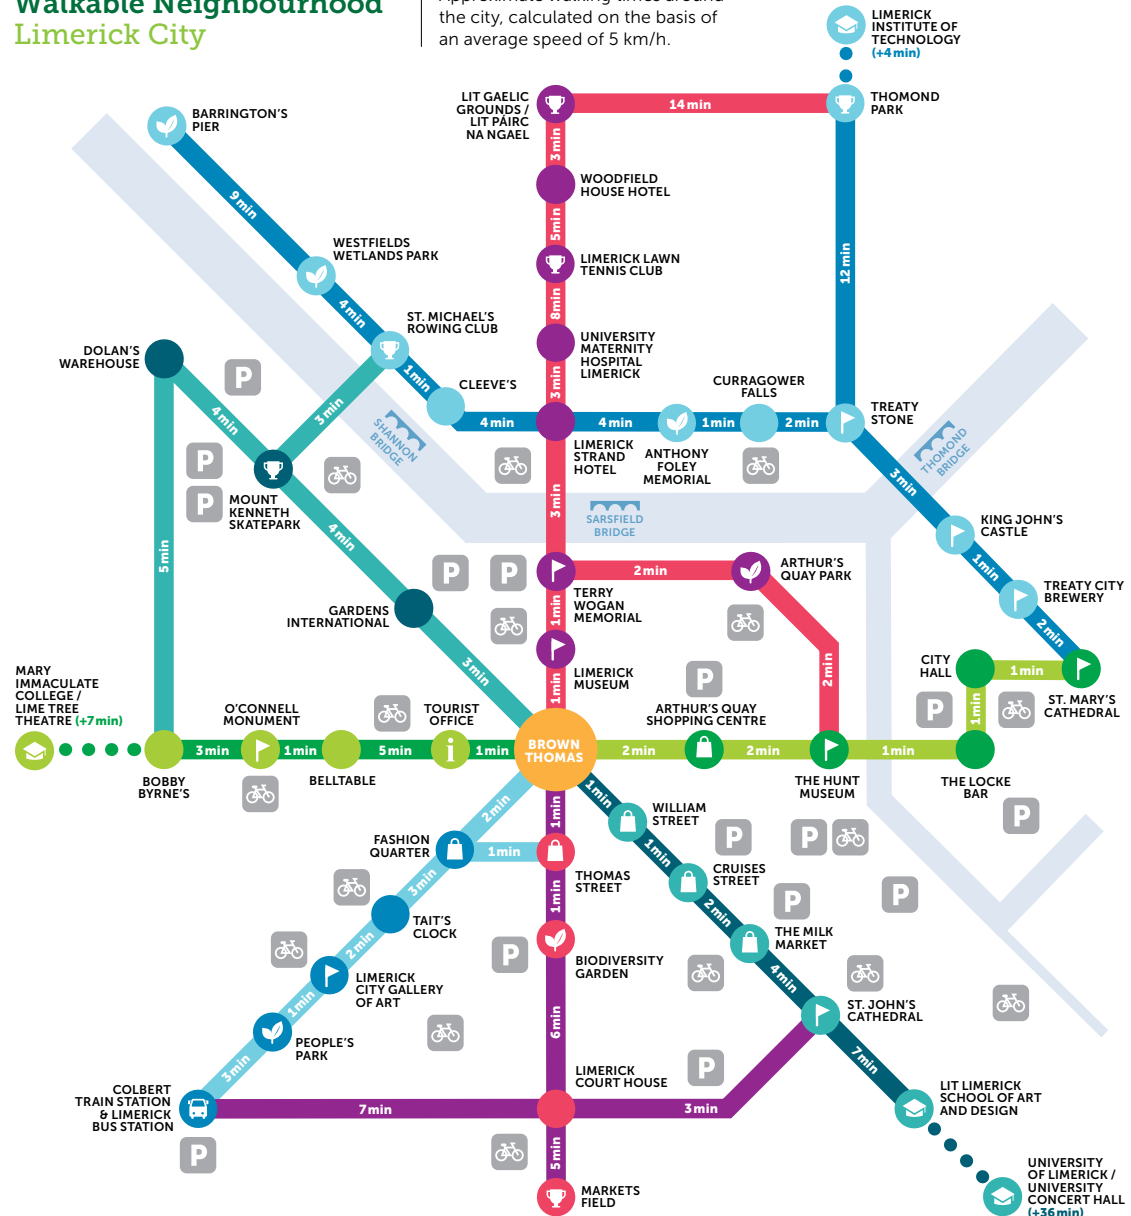 Walkable Neighbourhood
Limerick City
Approximate walking times around
the city, calculated on the basis of
an average speed of 5 km/h.
LIMERICK
INSTITUTE OF
TECHNOLOGY
(+4 min)
LIT GAELIC
GROUNDS /
LIT PÁIRC
NA NGAEL
14 min
THOMOND
PARK
BARRINGTON'S
PIER
3 min
WOODFIELD
HOUSE HOTEL
9 min
5 min
WESTFIELDS
WETLANDS PARK
LIMERICK LAWN
TENNIS CLUB
12 min
4 min
8 min
ST. MICHAEL'S
ROWING CLUB
UNIVERSITY
MATERNITY
HOSPITAL
LIMERICK
DOLAN'S
WAREHOUSE
P
1 min
CLEEVE'S
3 min
CURRAGOWER
FALLS
4 min
3 min
4 min
4 min
1 min
2 min
TREATY
STONE
SHANNON
BRIDGE
LIMERICK
STRAND
HOTEL
ANTHONY
FOLEY
MEMORIAL
THOMOND
BRIDGE
P
P
MOUNT
KENNETH
SKATEPARK
3 min
3 min
SARSFIELD
BRIDGE
KING JOHN'S
CASTLE
4 min
5 min
P
P
2 min
ARTHUR'S
QUAY PARK
1 min
TREATY CITY
BREWERY
GARDENS
INTERNATIONAL
TERRY
WOGAN
MEMORIAL
1 min
2 min
3 min
LIMERICK
MUSEUM
1 min
P
2 min
CITY
HALL
1 min
ST. MARY'S
CATHEDRAL
P
1 min
MARY
IMMACULATE
COLLEGE /
LIME TREE
THEATRE (+7 min)
O'CONNELL
MONUMENT
TOURIST
OFFICE
ARTHUR'S QUAY
SHOPPING CENTRE
3 min
1 min
5 min
i
1 min
BROWN
THOMAS
2 min
2 min
1 min
BOBBY
BYRNE'S
BELLTABLE
THE HUNT
MUSEUM
THE LOCKE
BAR
2 min
1 min
1 min
WILLIAM
STREET
P
P
P
FASHION
QUARTER
1 min
THOMAS
STREET
1 min
CRUISES
STREET
3 min
1 min
2 min
P
P
TAIT'S
CLOCK
THE MILK
MARKET
2 min
P
BIODIVERSITY
GARDEN
4 min
LIMERICK
CITY GALLERY
OF ART
1 min
ST. JOHN'S
CATHEDRAL
PEOPLE'S
PARK
6 min
3 min
LIMERICK
COURT HOUSE
P
7 min
COLBERT
TRAIN STATION
& LIMERICK
BUS STATION
7 min
3 min
LIT LIMERICK
SCHOOL OF ART
AND DESIGN
P
5 min
MARKETS
FIELD
UNIVERSITY
OF LIMERICK /
UNIVERSITY
CONCERT HALL
(+36 min)